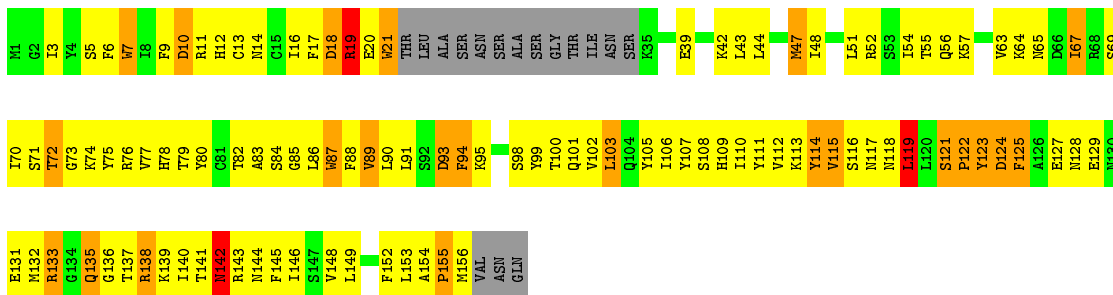 M1 G2 I3 Y4 S5 F6 W7 I8 F9 D10 R11 H12 C13 N14 C15 I16 F17 D18 R19 E20 W21 THR LEU ALA SER ASN SER ALA SER GLY THR ILE ASN SER K35 E39 K42 L43 L44 M47 I48 L51 R52 S53 I54 T55 Q56 K57 V63 K64 N65 D66 I67 R68 S69
I70 S71 T72 G73 K74 Y75 R76 V77 H78 T79 Y80 C81 T82 A83 S84 G85 L86 W87 F88 V89 L90 L91 S92 D93 F94 K95 S98 Y99 T100 Q101 V102 L103 Q104 Y105 I106 Y107 S108 H109 I110 Y111 V112 K113 Y114 V115 S116 N117 N118 L119 L120 S121 P122 Y123 D124 F125 A126 E127 N128 E129 N130
E131 M132 R133 G134 Q135 G136 T137 R138 K139 I140 T141 N142 R143 N144 F145 I146 S147 V148 L149 F152 L153 A154 P155 M156 VAL ASN GLN